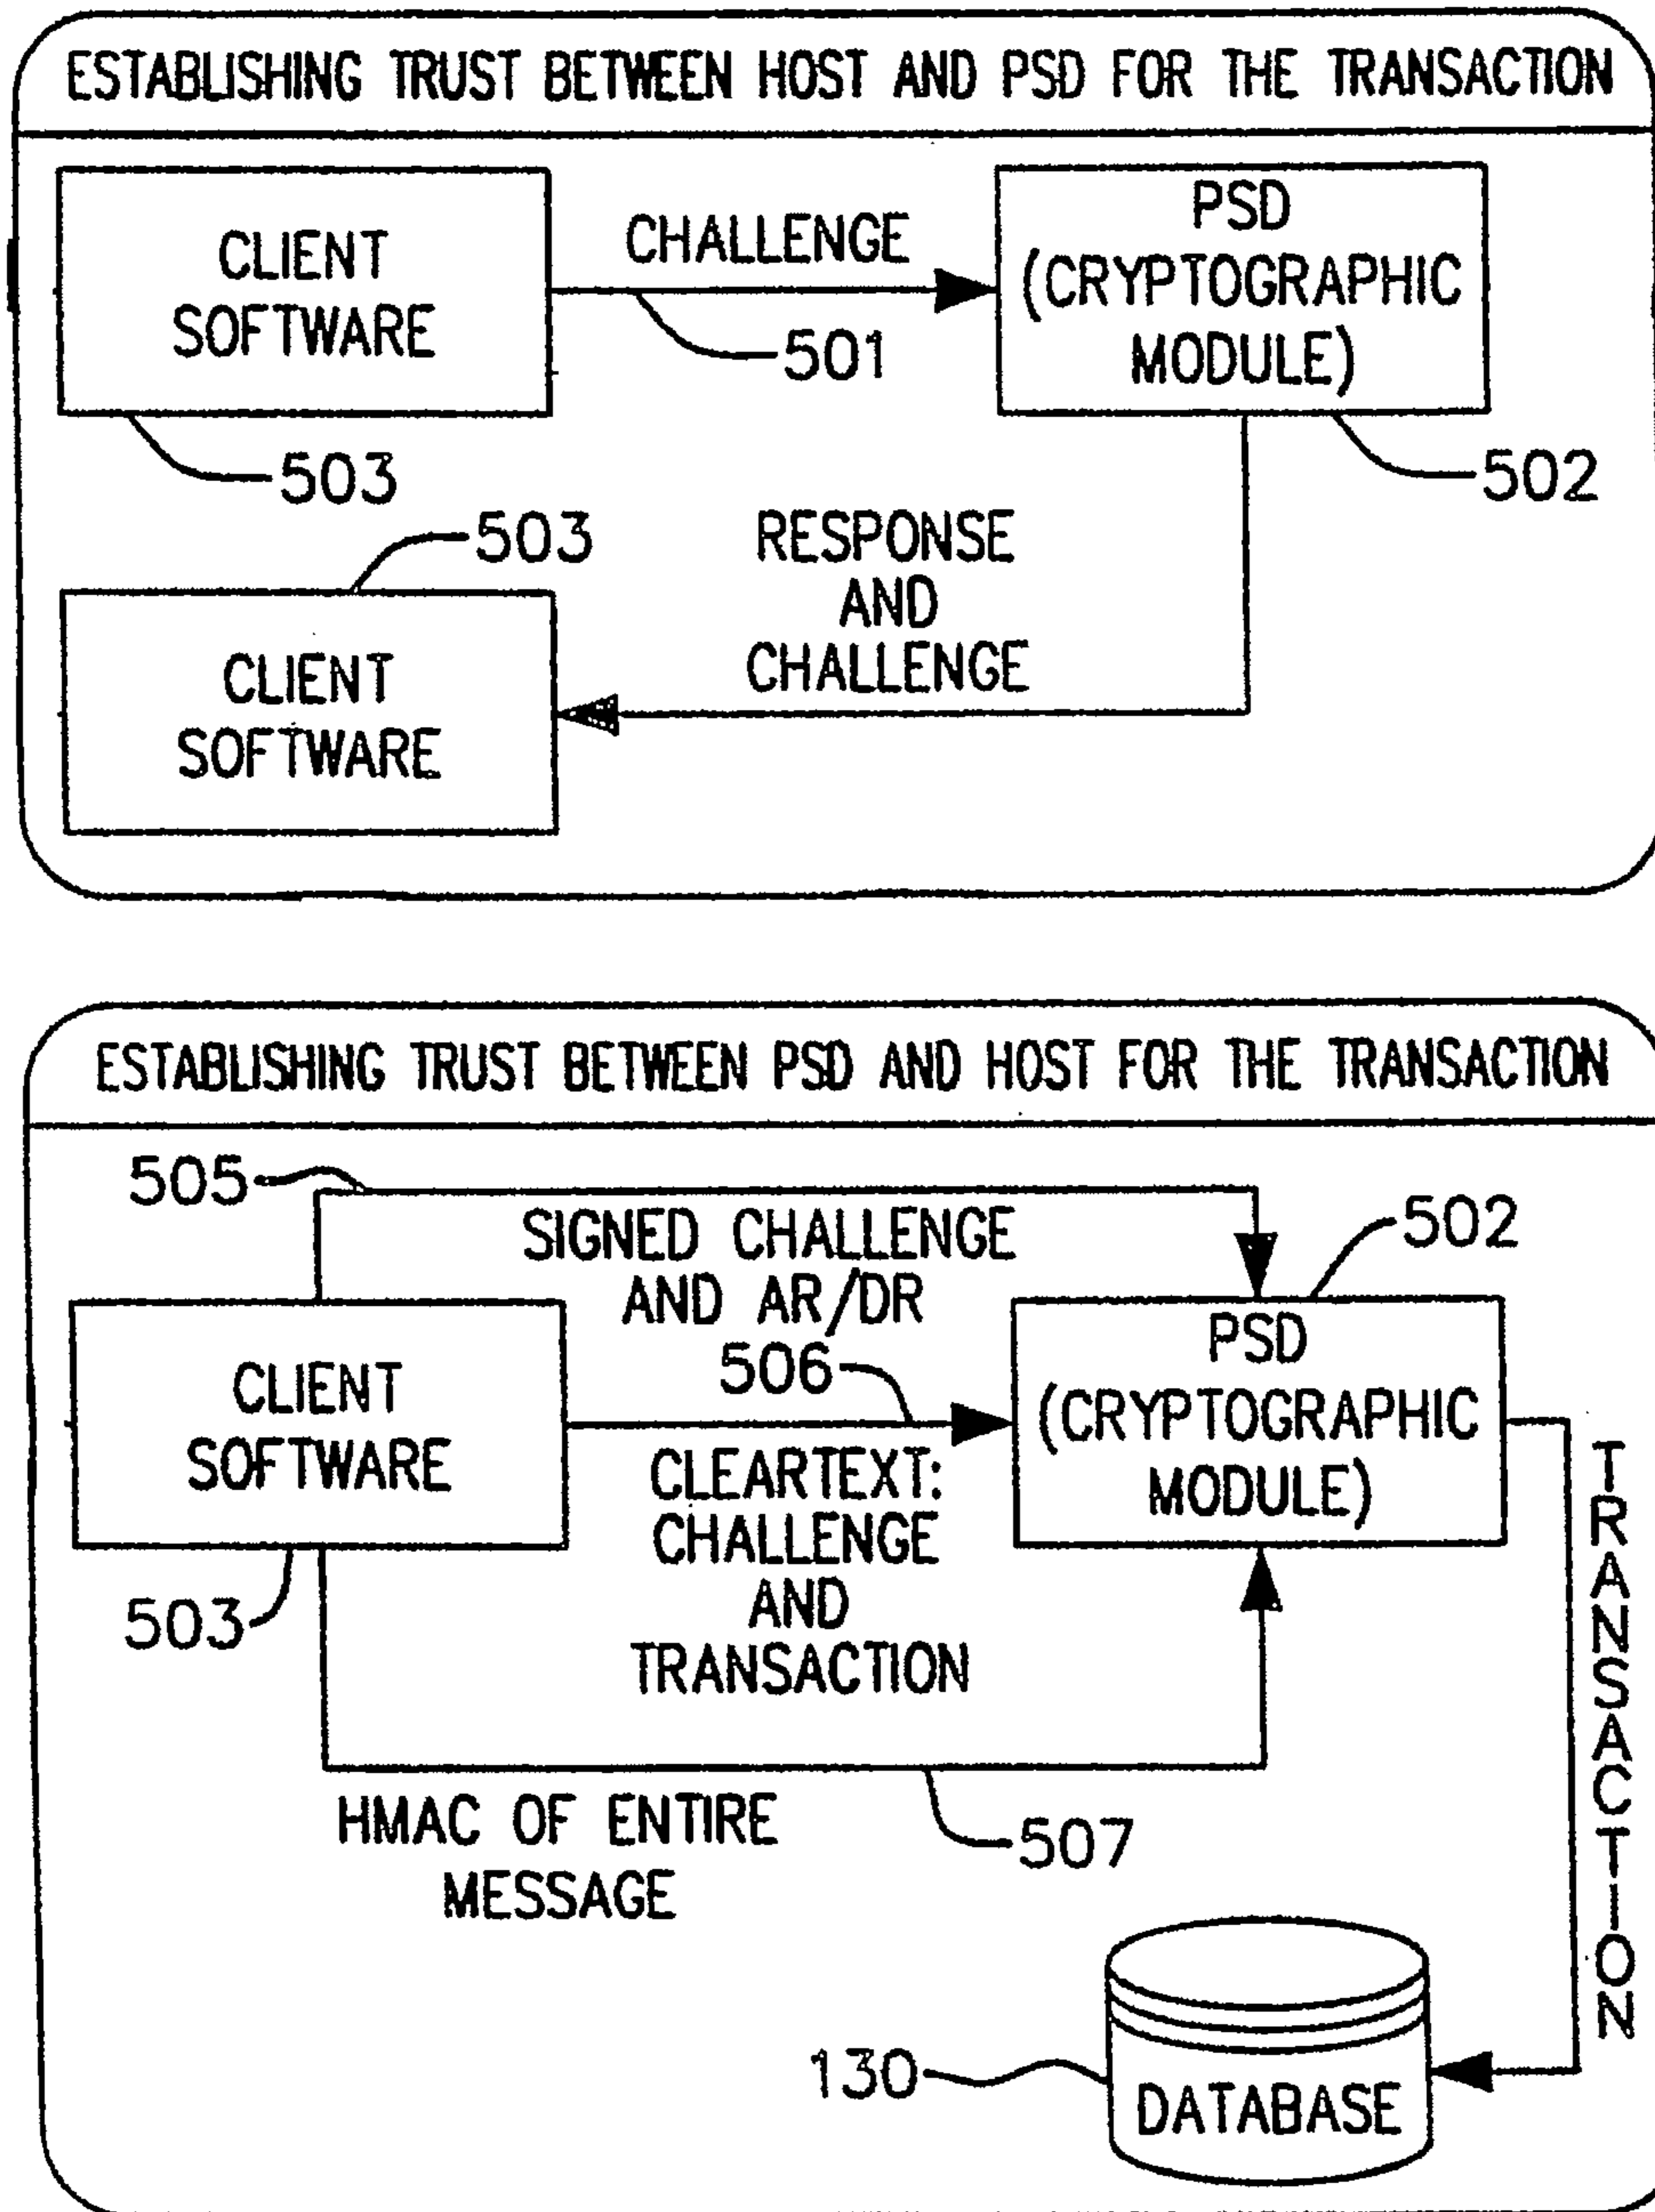 ESTABLISHING TRUST BETWEEN HOST AND PSD FOR THE TRANSACTION
CLIENT
SOFTWARE
CHALLENGE
501
PSD
(CRYPTOGRAPHIC
MODULE)
503
502
503
RESPONSE
AND
CHALLENGE
CLIENT
SOFTWARE
ESTABLISHING TRUST BETWEEN PSD AND HOST FOR THE TRANSACTION
505
SIGNED CHALLENGE
AND AR/DR
502
CLIENT
SOFTWARE
506
PSD
(CRYPTOGRAPHIC
MODULE)
CLEARTEXT:
CHALLENGE
AND
TRANSACTION
503
TRANSACTION
HMAC OF ENTIRE
MESSAGE
507
130
DATABASE